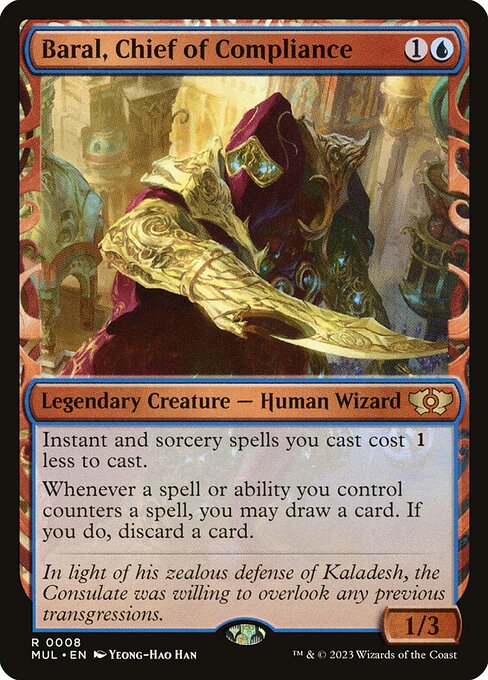 Baral, Chief of Compliance 1
Legendary Creature — Human Wizard
Instant and sorcery spells you cast cost 1
less to cast.
Whenever a spell or ability you control
counters a spell, you may draw a card. If
you do, discard a card.
In light of his zealous defense of Kaladesh, the
Consulate was willing to overlook any previous
transgressions.
1/3
R 0008
MUL • EN Yeong-Hao Han
™ & © 2023 Wizards of the Coast